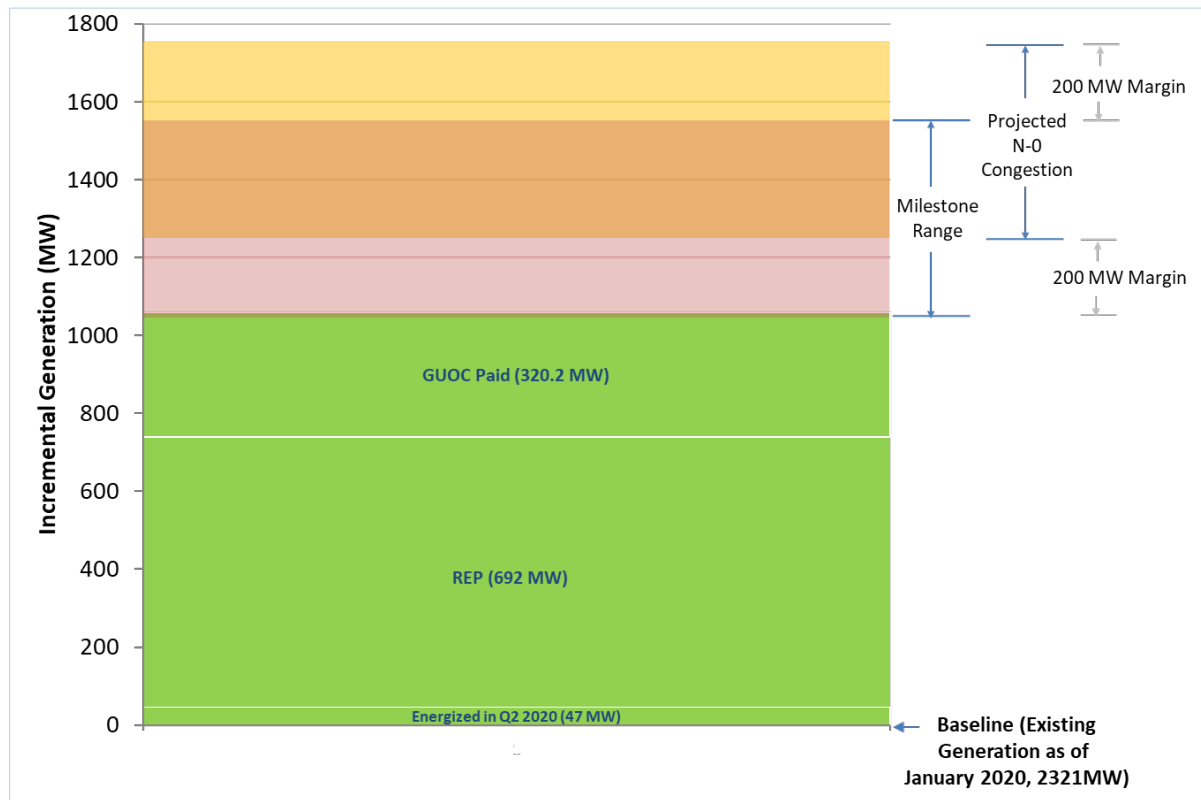 1800
1600
1400
1200
1000
800
600
400
200
0
Incremental Generation (MW)
GUOC Paid (320.2 MW)
REP (692 MW)
Energized in Q2 2020 (47 MW)
Milestone
Range
Projected
N-0
Congestion
200 MW Margin
200 MW Margin
Baseline (Existing
Generation as of
January 2020, 2321MW)